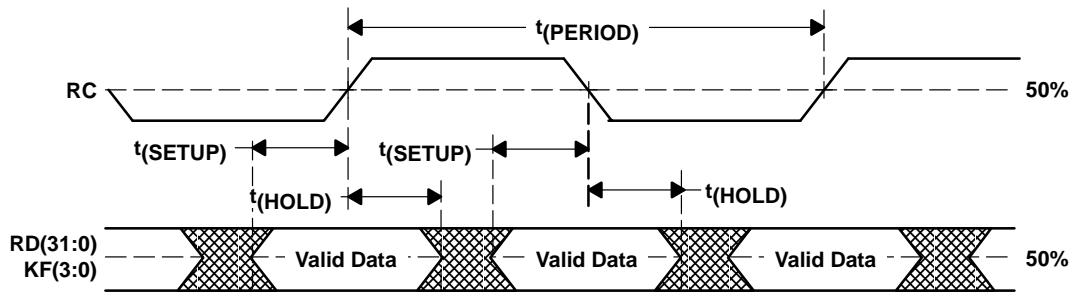 t(PERIOD)
RC
50%
t(SETUP)
t(SETUP)
t(HOLD)
t(HOLD)
RD(31:0)
KF(3:0)
Valid Data
Valid Data
Valid Data
50%